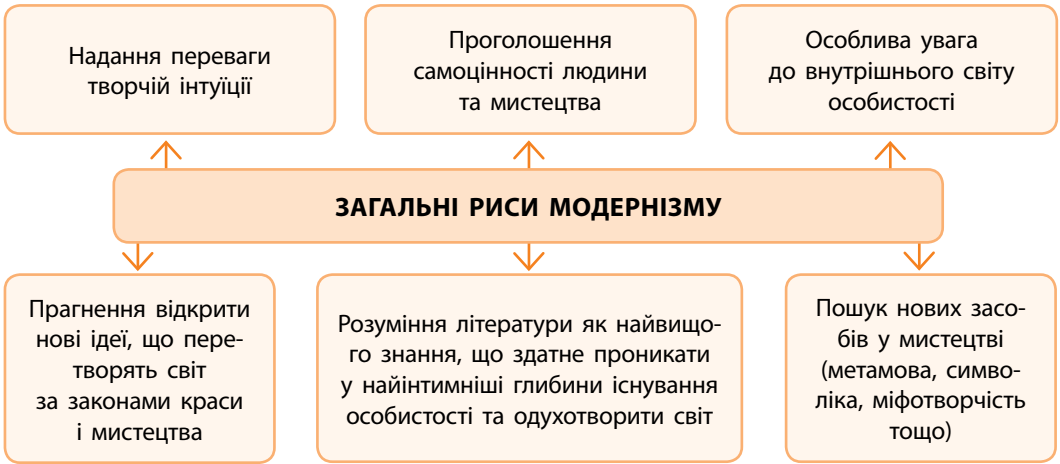 Надання переваги
творчій інтуїції
Проголошення
самоцінності людини
та мистецтва
Особлива увага
до внутрішнього світу
особистості
ЗАГАЛЬНІ РИСИ МОДЕРНІЗМУ
Прагнення відкрити
нові ідеї, що пере-
творять світ
за законами краси
і мистецтва
Розуміння літератури як найвищо-
го знання, що здатне проникати
у найінтимніші глибини існування
особистості та одухотворити світ
Пошук нових засо-
бів у мистецтві
(метамова, симво-
ліка, міфотворчість
тощо)